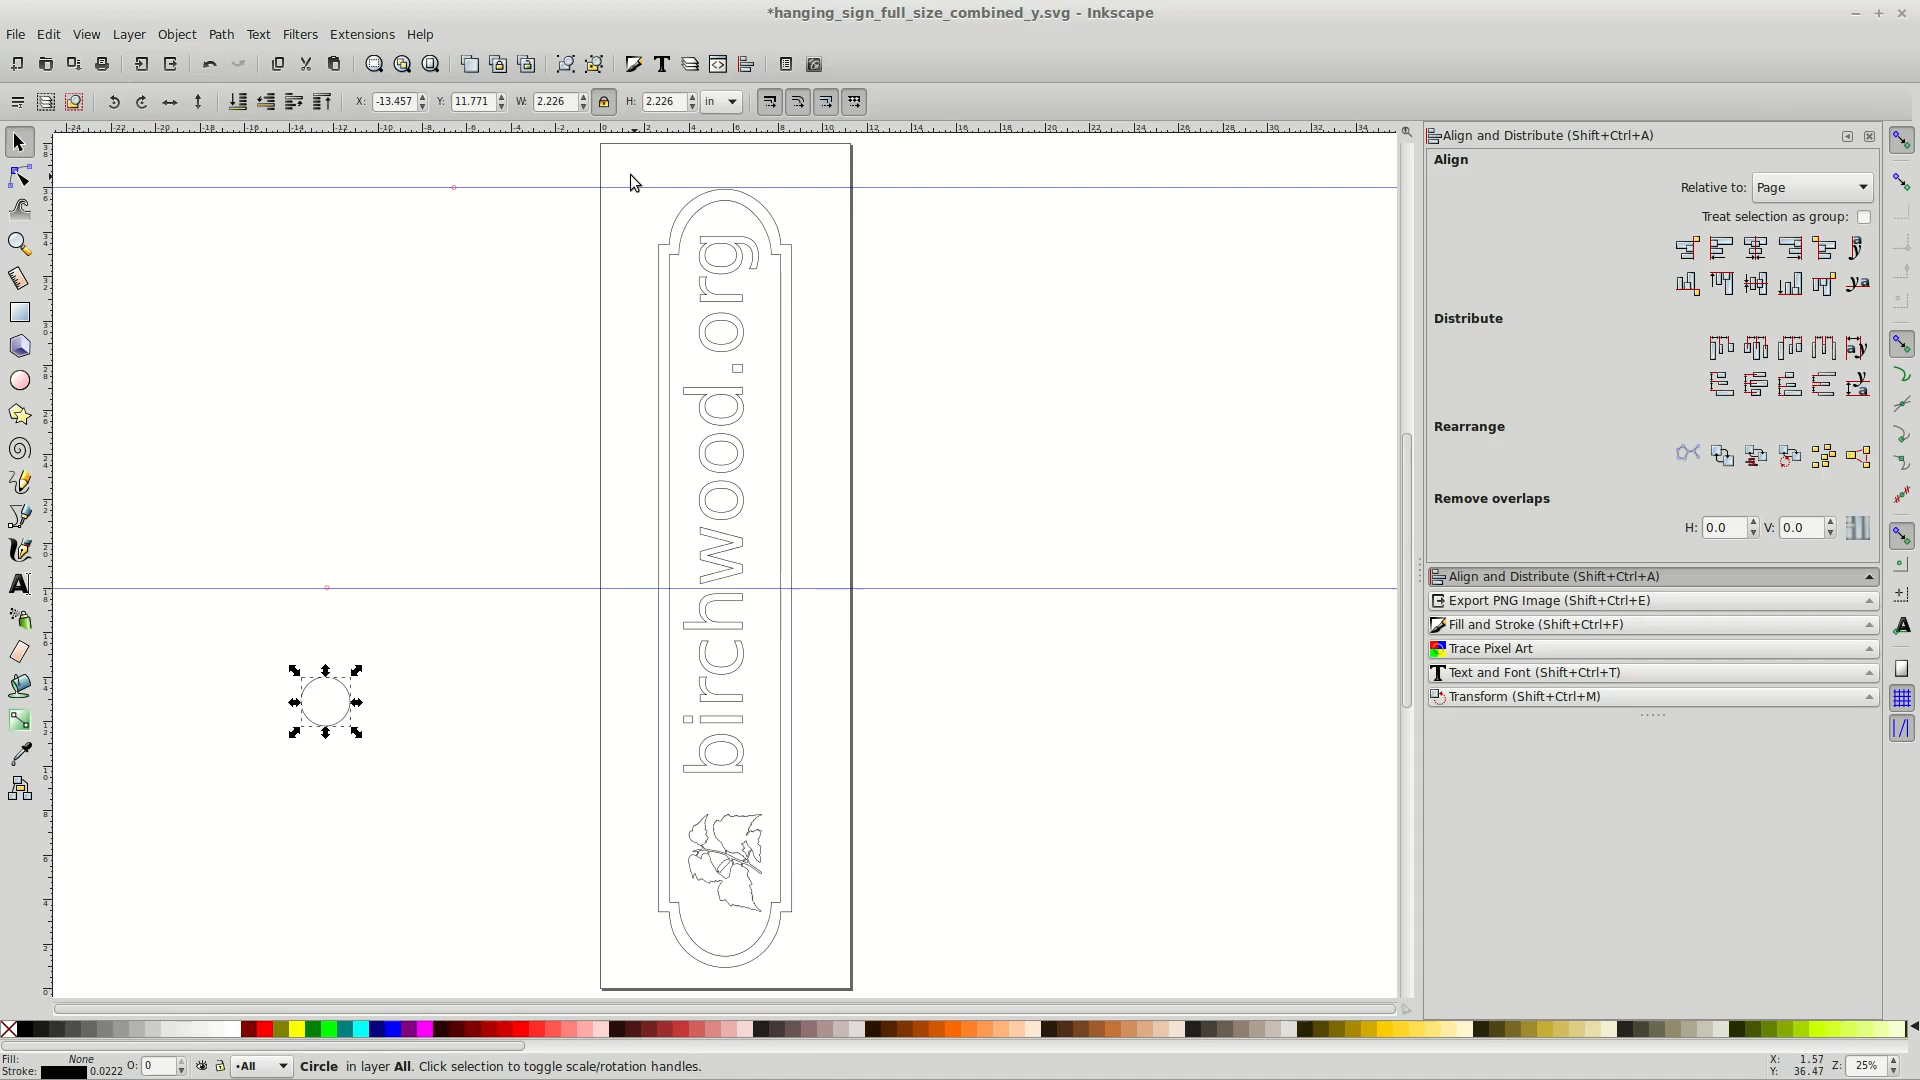 *hanging_sign_full_size_combined_y.svg - Inkscape
File Edit View Layer Object Path Text Filters Extensions Help
X: -13.457 Y: 11.771 W: 2.226 H: 2.226 in
Align and Distribute (Shift+Ctrl+A)
Align
Relative to: Page
Treat selection as group:
Distribute
Rearrange
Remove overlaps
H: 0.0 V: 0.0
Align and Distribute (Shift+Ctrl+A)
Export PNG Image (Shift+Ctrl+E)
Fill and Stroke (Shift+Ctrl+F)
Trace Pixel Art
Text and Font (Shift+Ctrl+T)
Transform (Shift+Ctrl+M)
birchwood.org
Fill: None
Stroke: 0.0222
O: 0
•All
Circle in layer All. Click selection to toggle scale/rotation handles.
X: 1.57
Y: 36.47
Z: 25%